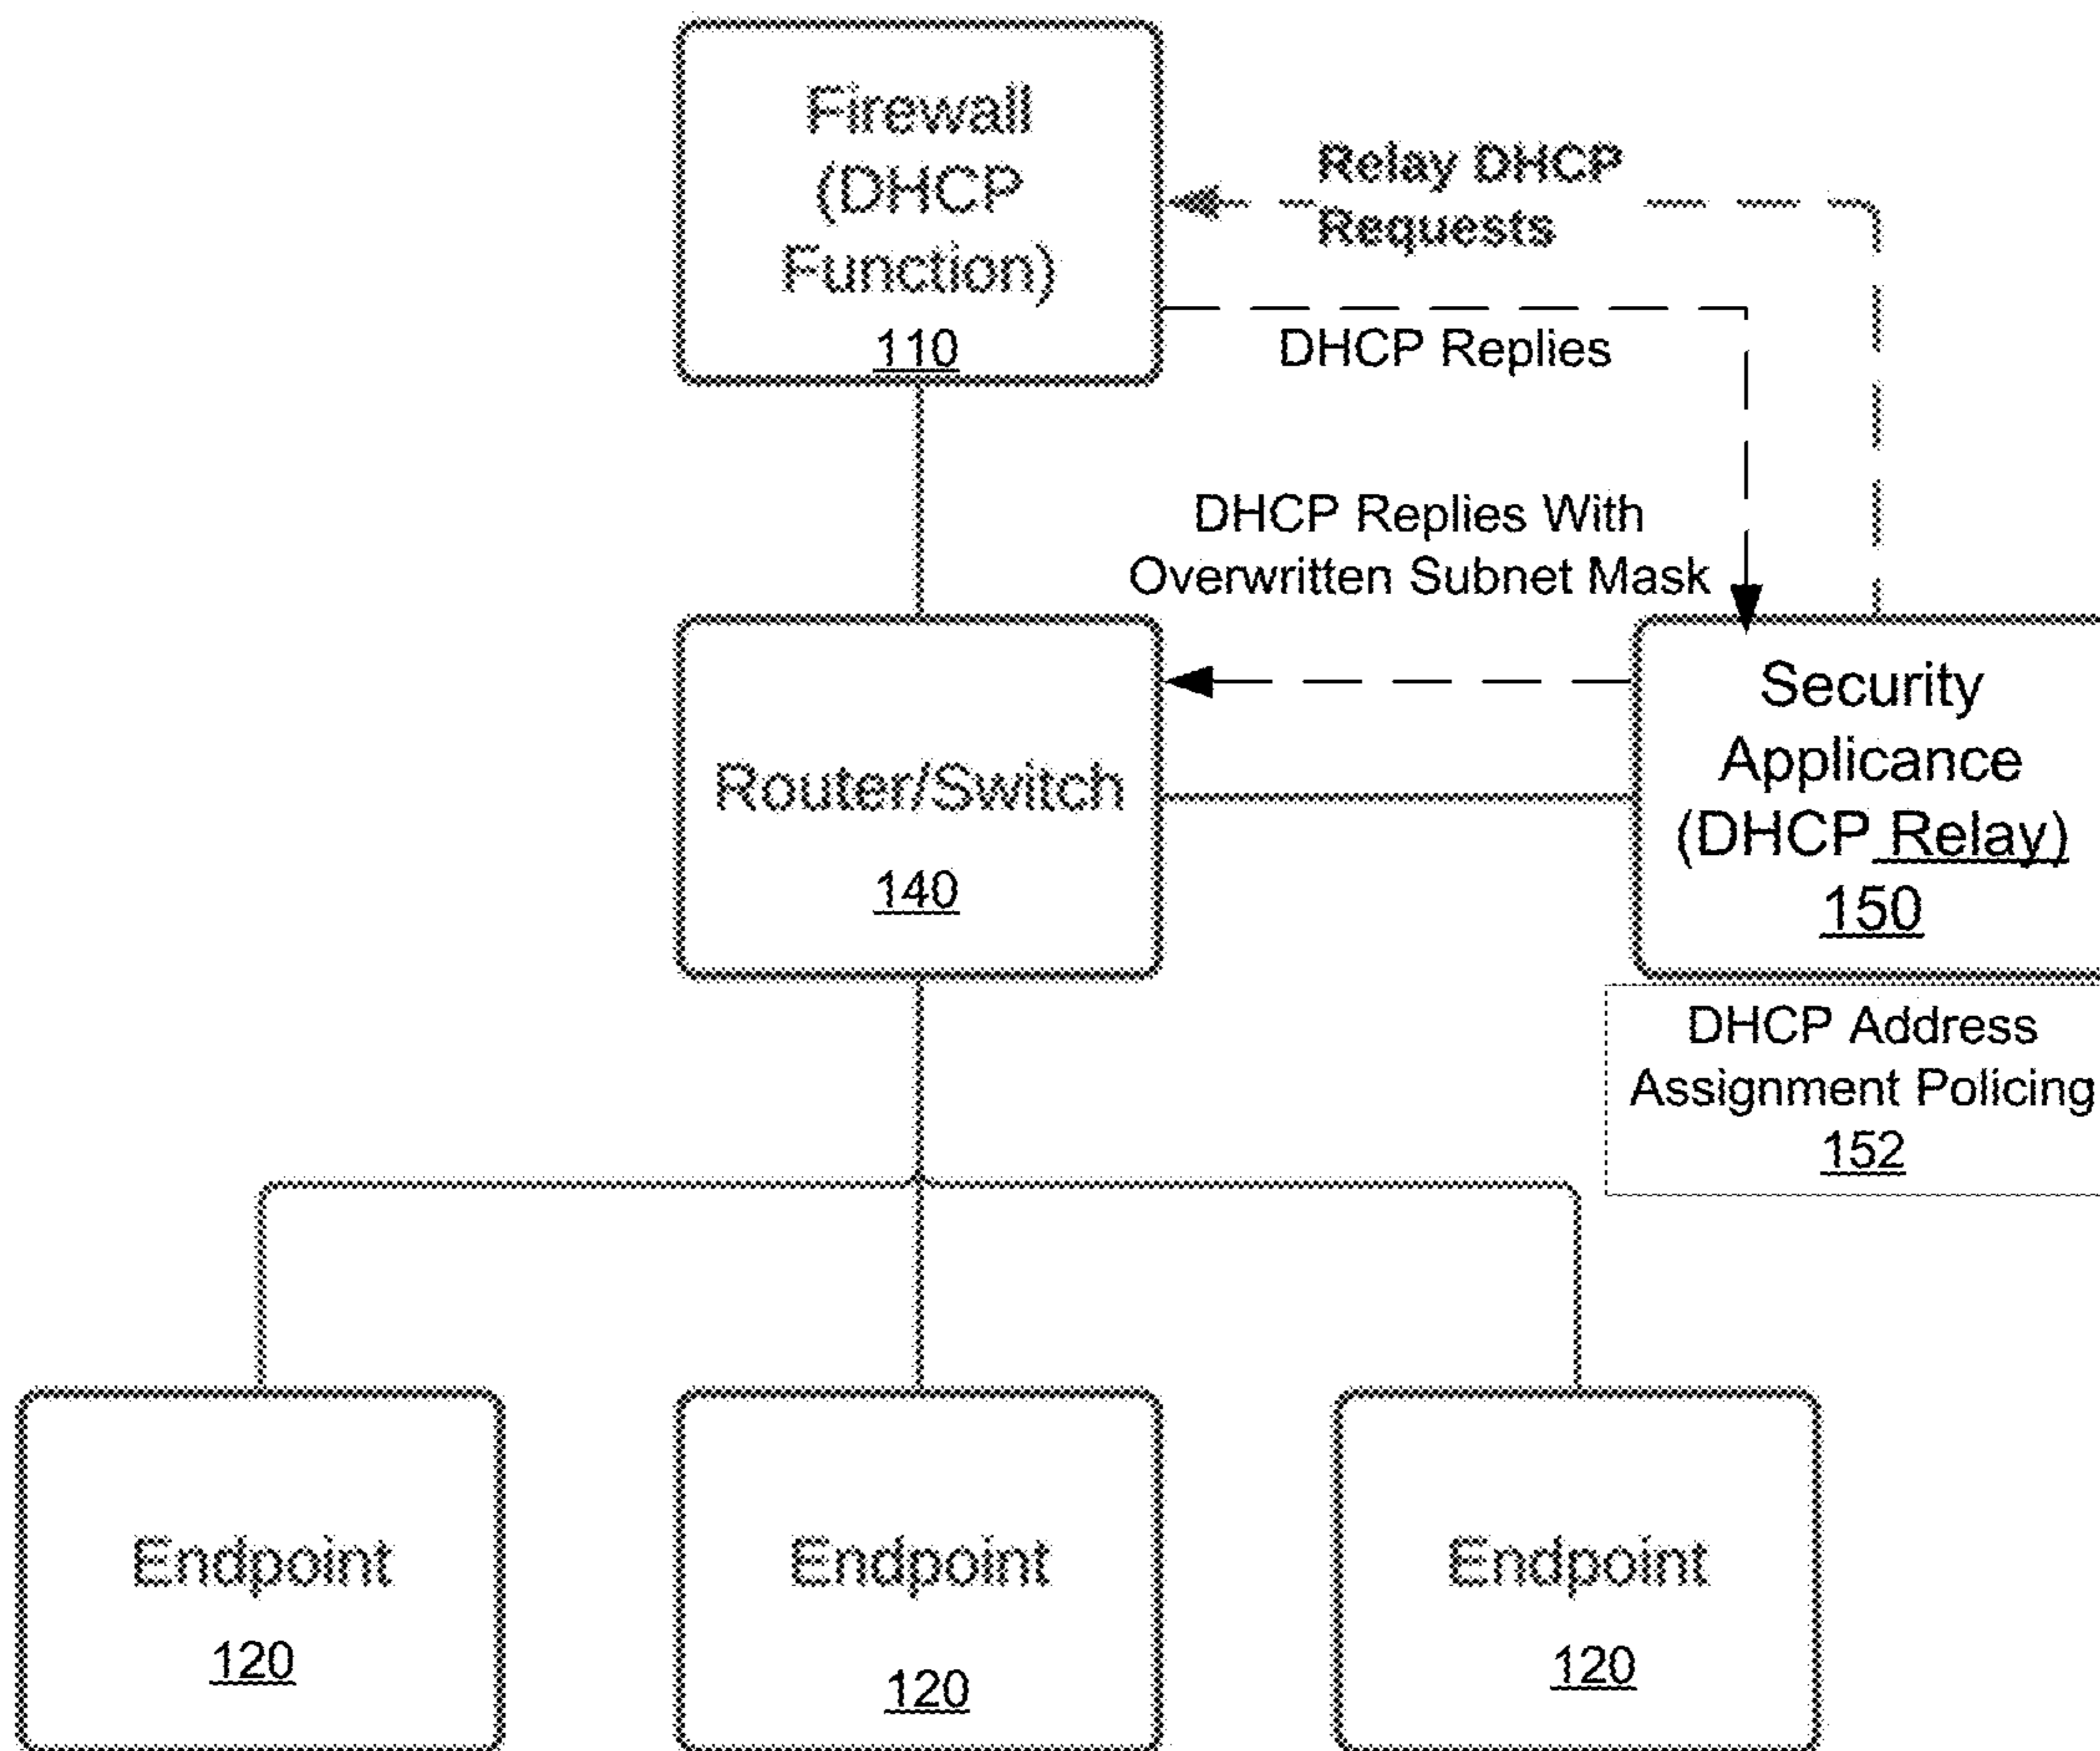 Firewall
(DHCP
Function)
110
Relay DHCP
Requests
DHCP Replies
DHCP Replies With
Overwritten Subnet Mask
Router/Switch
140
Security
Applicance
(DHCP Relay)
150
DHCP Address
Assignment Policing
152
Endpoint
120
Endpoint
120
Endpoint
120